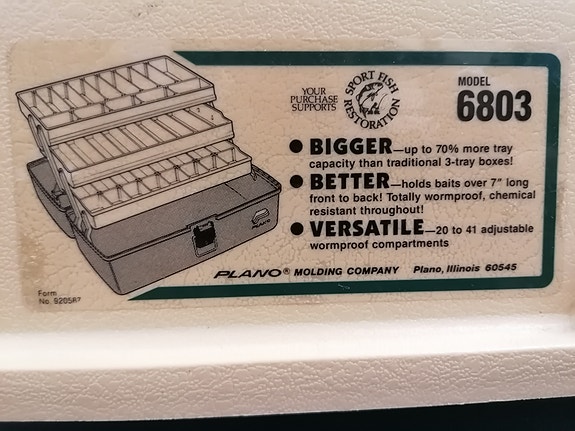 YOUR
PURCHASE
SUPPORTS
SPORT FISH
RESTORATION
MODEL
6803
● BIGGER—up to 70% more tray
capacity than traditional 3-tray boxes!
● BETTER—holds baits over 7" long
front to back! Totally wormproof, chemical
resistant throughout!
● VERSATILE—20 to 41 adjustable
wormproof compartments
PLANO® MOLDING COMPANY Plano, Illinois 60545
PLANO
Form
No. 820587